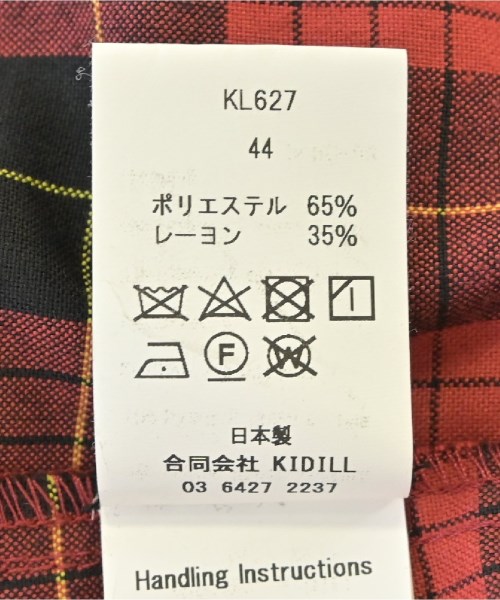 KL627
44
ポリエステル 65%
レーヨン 35%
F
W
日本製
合同会社 KIDILL
03 6427 2237
Handling Instructions